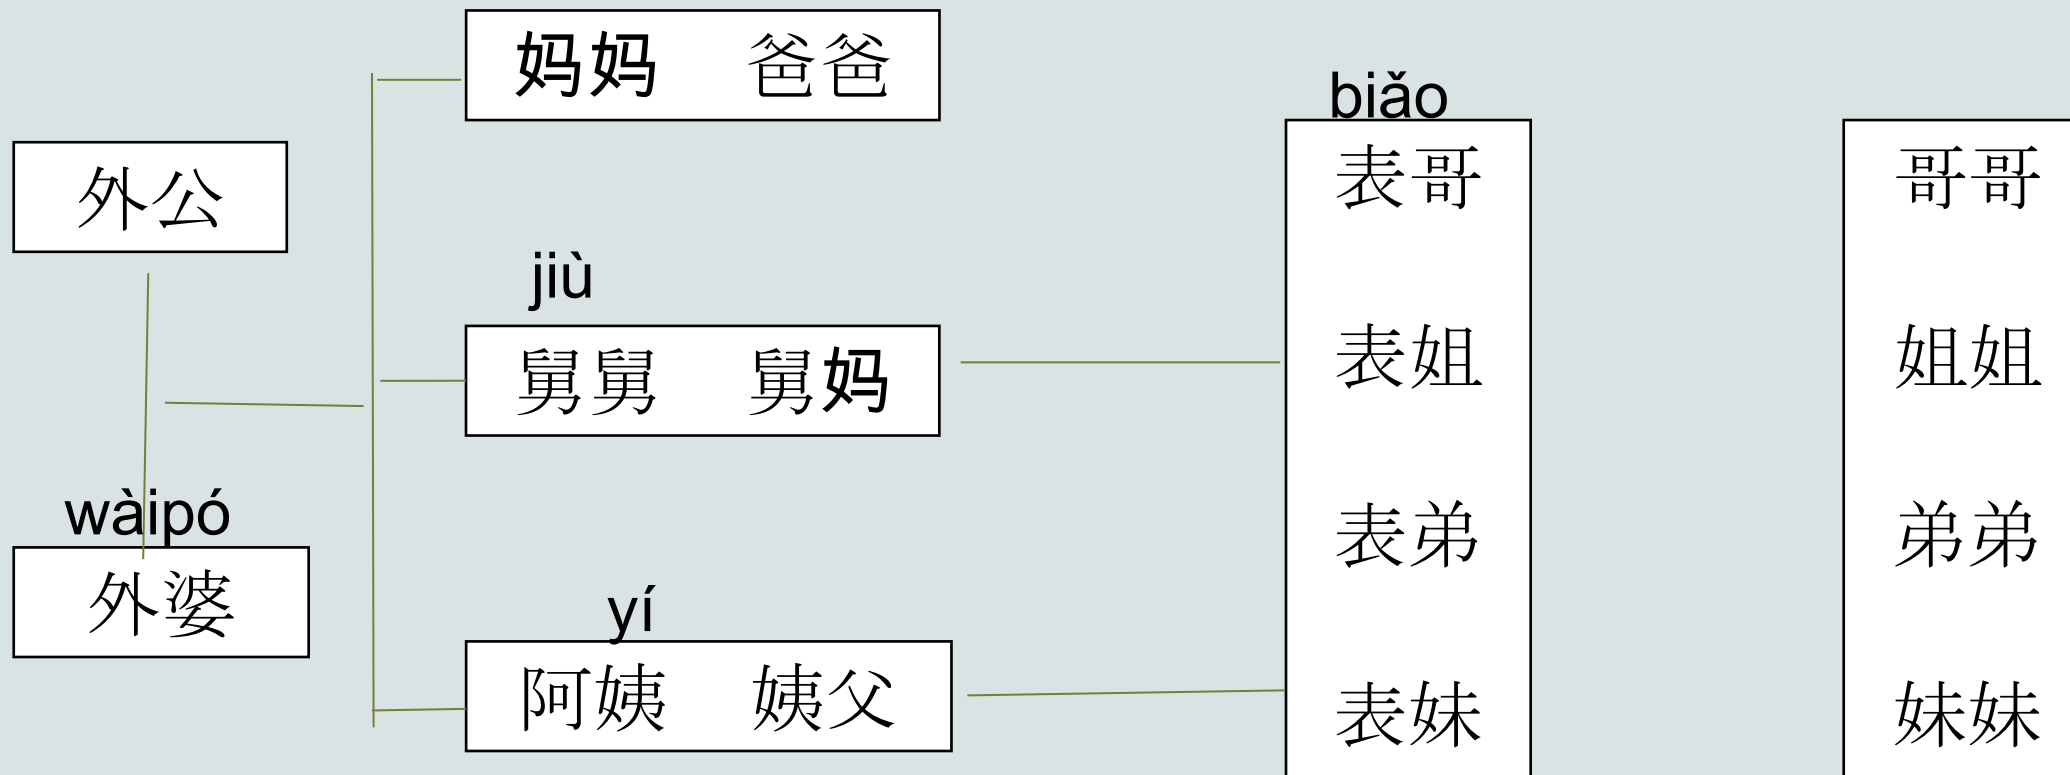 妈妈 爸爸
外公
jiù
舅舅 舅妈
wàipó
外婆
yí
阿姨 姨父
biǎo
表哥
表姐
表弟
表妹
哥哥
姐姐
弟弟
妹妹